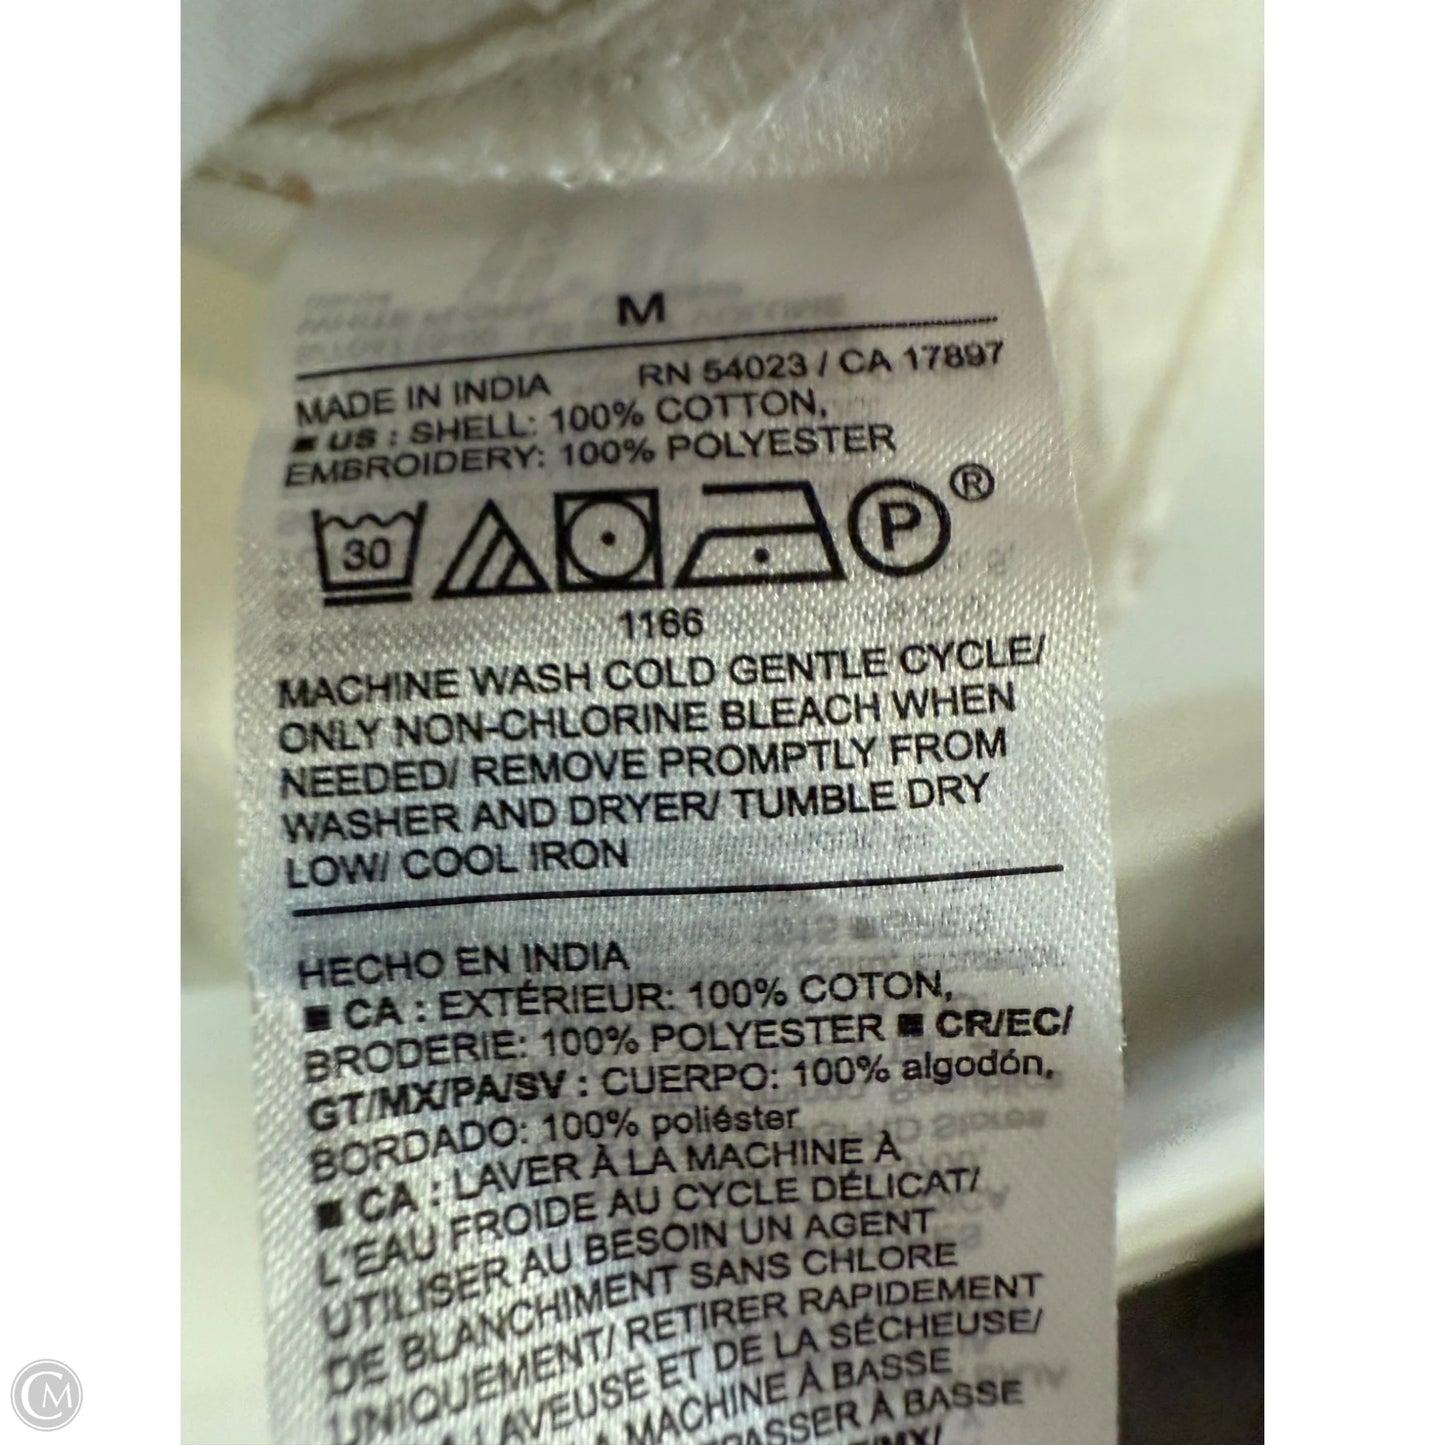 M
MADE IN INDIA RN 54023 / CA 17897
■ US : SHELL: 100% COTTON,
EMBROIDERY: 100% POLYESTER
30 P ®
1166
MACHINE WASH COLD GENTLE CYCLE/
ONLY NON-CHLORINE BLEACH WHEN
NEEDED/ REMOVE PROMPTLY FROM
WASHER AND DRYER/ TUMBLE DRY
LOW/ COOL IRON
HECHO EN INDIA
■ CA : EXTÉRIEUR: 100% COTON,
BRODERIE: 100% POLYESTER ■ CR/EC/
GT/MX/PA/SV : CUERPO: 100% algodón,
BORDADO: 100% poliéster
■ CA : LAVER À LA MACHINE À
L'EAU FROIDE AU CYCLE DÉLICAT/
UTILISER AU BESOIN UN AGENT
DE BLANCHIMENT SANS CHLORE
UNIQUEMENT/ RETIRER RAPIDEMENT
LAVEUSE ET DE LA SÉCHEUSE/
MACHINE À BASSE
À BASSE
CM